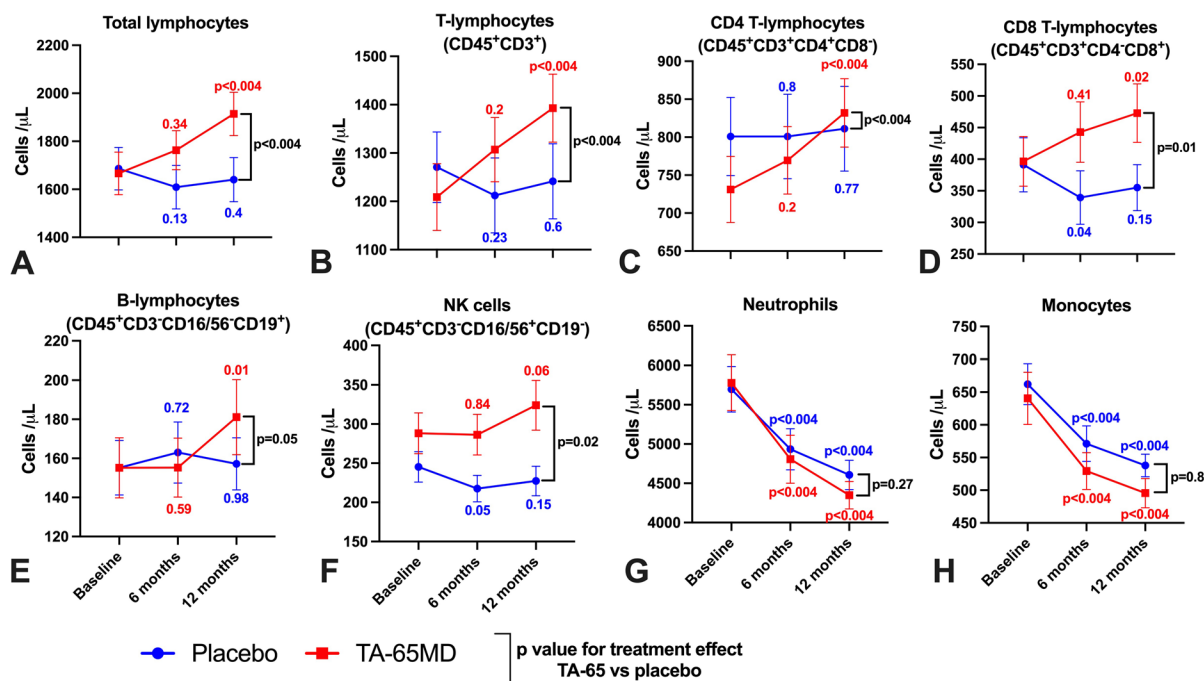 Total lymphocytes
Cells /μL
2200
2000
1800
1600
1400
0.34
p<0.004
0.13
0.4
p<0.004
A
T-lymphocytes
(CD45⁺CD3⁺)
Cells /μL
1500
1400
1300
1200
1100
0.2
p<0.004
0.23
0.6
p<0.004
B
CD4 T-lymphocytes
(CD45⁺CD3⁺CD4⁺CD8⁻)
Cells /μL
900
850
800
750
700
650
0.8
p<0.004
0.2
0.77
p<0.004
C
CD8 T-lymphocytes
(CD45⁺CD3⁺CD4⁻CD8⁺)
Cells /μL
550
500
450
400
350
300
250
0.41
0.02
0.04
0.15
p=0.01
D
B-lymphocytes
(CD45⁺CD3⁻CD16/56⁻CD19⁺)
Cells /μL
220
200
180
160
140
120
0.72
0.01
0.59
0.98
p=0.05
Baseline
6 months
12 months
E
NK cells
(CD45⁺CD3⁻CD16/56⁺CD19⁻)
Cells /μL
400
350
300
250
200
150
0.84
0.06
0.05
0.15
p=0.02
Baseline
6 months
12 months
F
Neutrophils
Cells /μL
6500
6000
5500
5000
4500
4000
p<0.004
p<0.004
p<0.004
p<0.004
p=0.27
Baseline
6 months
12 months
G
Monocytes
Cells /μL
750
700
650
600
550
500
450
p<0.004
p<0.004
p<0.004
p<0.004
p=0.8
Baseline
6 months
12 months
H
Placebo
TA-65MD
p value for treatment effect
TA-65 vs placebo